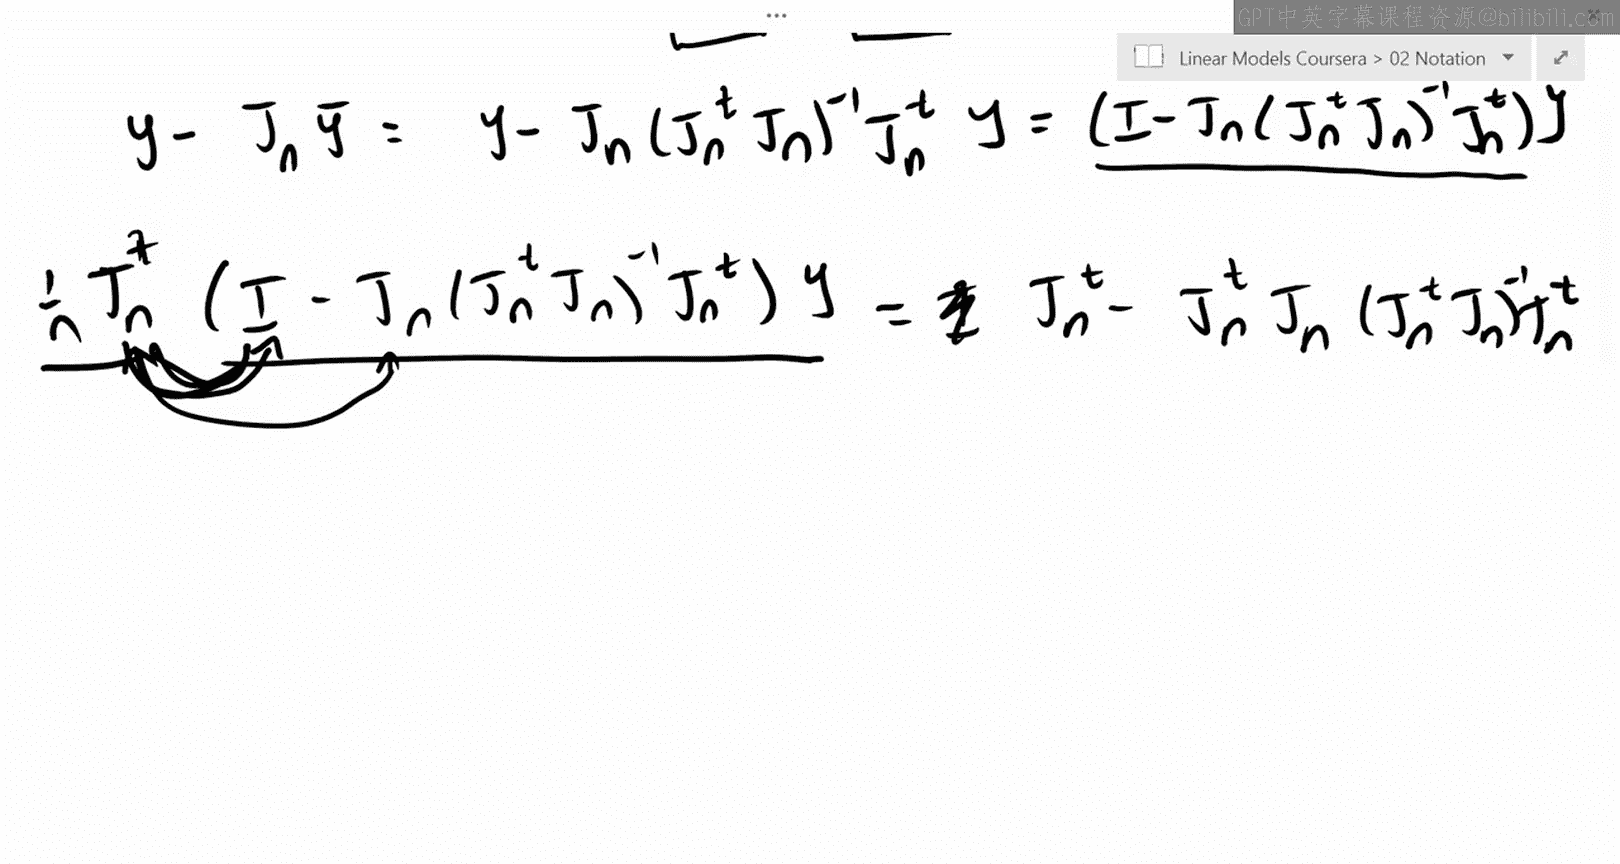 GPT中英字幕课程资源@bilibili.com
Linear Models Coursera > 02 Notation
y - J_n ȳ = y - J_n (J_n^t J_n)^{-1} J_n^t y = (I - J_n (J_n^t J_n)^{-1} J_n^t) y
1/n J_n^t (I - J_n (J_n^t J_n)^{-1} J_n^t) y = J_n^t - J_n^t J_n (J_n^t J_n)^{-1} J_n^t